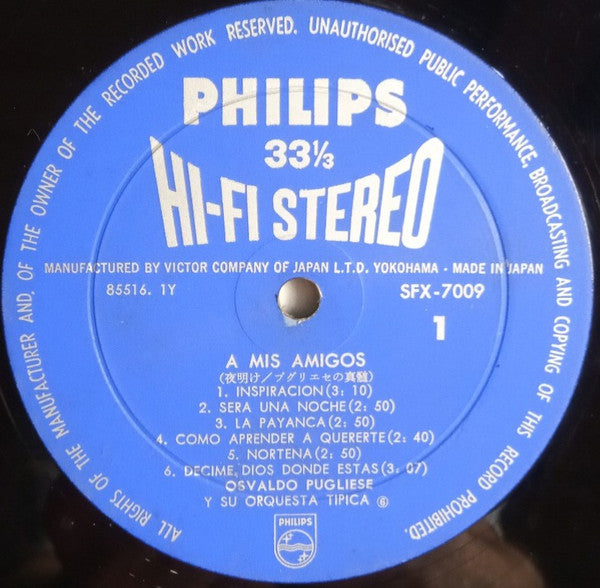 ALL RIGHTS OF THE MANUFACTURER AND, OF THE OWNER OF THE RECORDED WORK RESERVED. UNAUTHORISED PUBLIC PERFORMANCE, BROADCASTING AND COPYING OF THIS RECORD PROHIBITED.
PHILIPS
33⅓
HI-FI STEREO
MANUFACTURED BY VICTOR COMPANY OF JAPAN L.T.D. YOKOHAMA - MADE IN JAPAN
85516. 1Y
SFX-7009
1
A MIS AMIGOS
(夜明け/プグリエセの真髄)
1. INSPIRACION(3: 10)
2. SERA UNA NOCHE(2: 50)
3. LA PAYANCA(2: 50)
4. COMO APRENDER A QUERERTE(2: 40)
5. NORTENA(2: 50)
6. DECIME, DIOS DONDE ESTAS(3: 07)
OSVALDO PUGLIESE
Y SU ORQUESTA TIPICA ⑥
PHILIPS